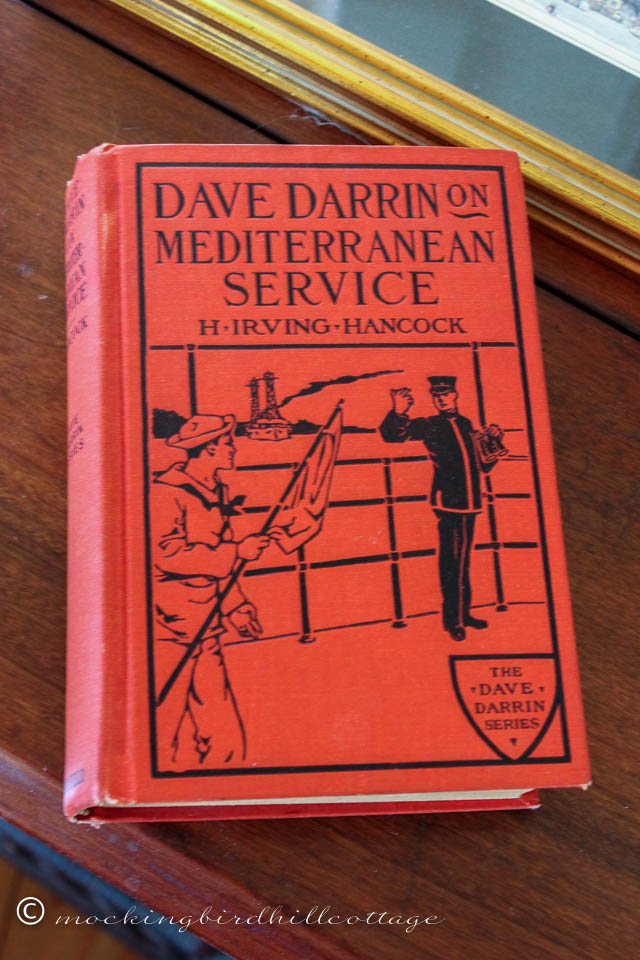 DAVE DARRIN ON
MEDITERRANEAN
SERVICE
H·IRVING·HANCOCK
THE
·DAVE·
DARRIN
SERIES
© mockingbirdhillcottage